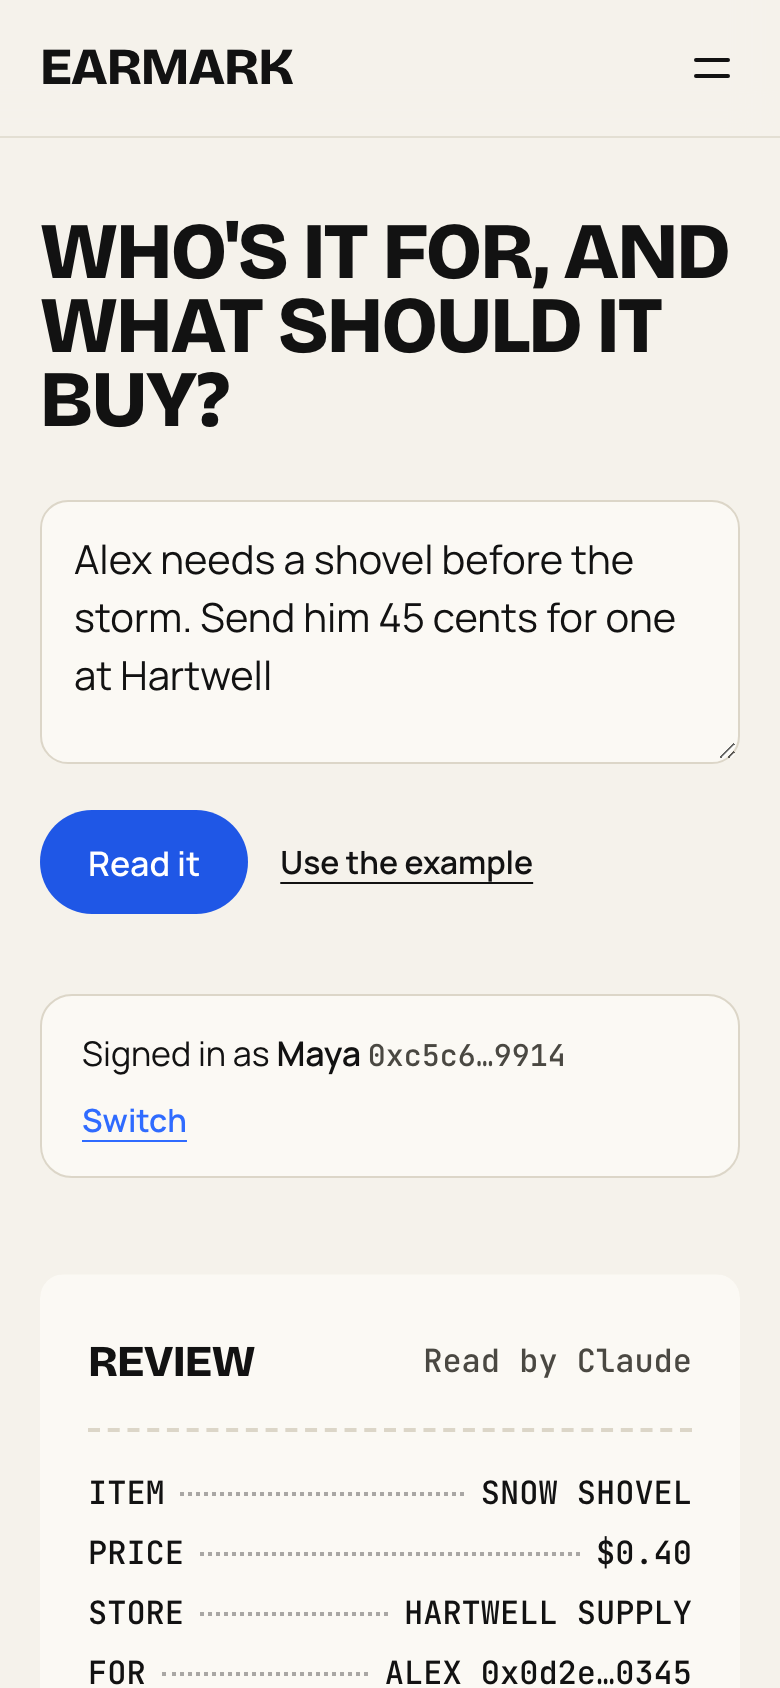 EARMARK
WHO'S IT FOR, AND
WHAT SHOULD IT
BUY?
Alex needs a shovel before the
storm. Send him 45 cents for one
at Hartwell
Read it
Use the example
Signed in as Maya 0xc5c6…9914
Switch
REVIEW Read by Claude
ITEM SNOW SHOVEL
PRICE $0.40
STORE HARTWELL SUPPLY
FOR ALEX 0x0d2e…0345